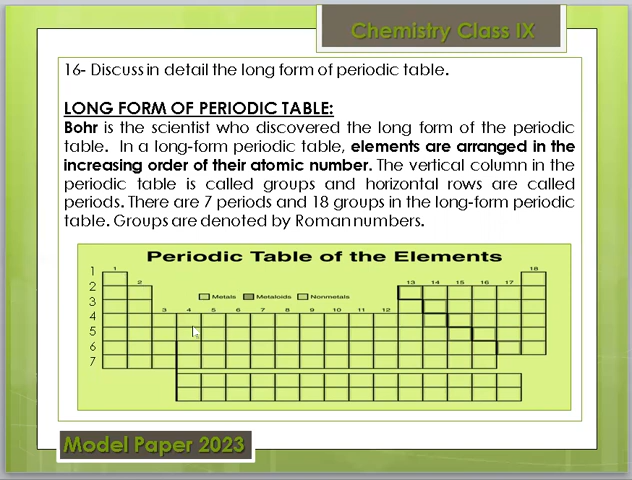 Chemistry Class IX
16- Discuss in detail the long form of periodic table.
LONG FORM OF PERIODIC TABLE:
Bohr is the scientist who discovered the long form of the periodic
table. In a long-form periodic table, elements are arranged in the
increasing order of their atomic number. The vertical column in the
periodic table is called groups and horizontal rows are called
periods. There are 7 periods and 18 groups in the long-form periodic
table. Groups are denoted by Roman numbers.
Periodic Table of the Elements
1 1 18
2 2 13 14 15 16 17
Metals Metaloids Nonmetals
3 3 4 5 6 7 8 9 10 11 12
4
5
6
7
Model Paper 2023